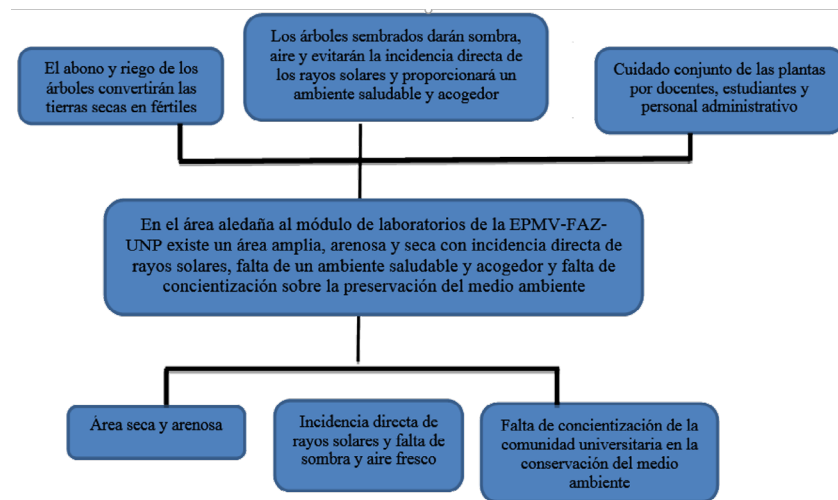 Los árboles sembrados darán sombra,
aire y evitarán la incidencia directa de
los rayos solares y proporcionará un
ambiente saludable y acogedor
El abono y riego de los
árboles convertirán las
tierras secas en fértiles
Cuidado conjunto de las plantas
por docentes, estudiantes y
personal administrativo
En el área aledaña al módulo de laboratorios de la EPMV-FAZ-
UNP existe un área amplia, arenosa y seca con incidencia directa de
rayos solares, falta de un ambiente saludable y acogedor y falta de
concientización sobre la preservación del medio ambiente
Área seca y arenosa
Incidencia directa de
rayos solares y falta de
sombra y aire fresco
Falta de concientización de la
comunidad universitaria en la
conservación del medio
ambiente